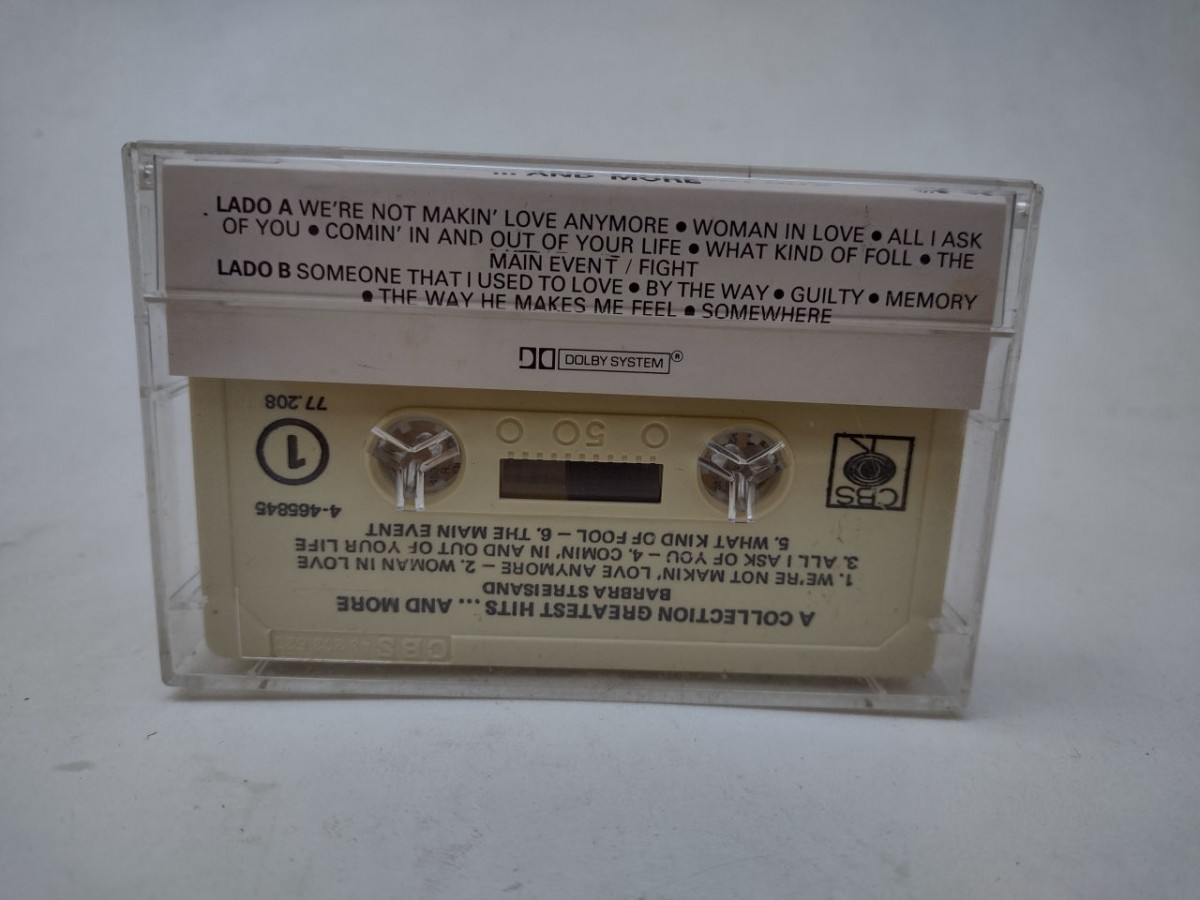 ... AND MORE
LADO A WE'RE NOT MAKIN' LOVE ANYMORE ● WOMAN IN LOVE ● ALL I ASK
OF YOU ● COMIN' IN AND OUT OF YOUR LIFE ● WHAT KIND OF FOLL ● THE
MAIN EVENT / FIGHT
LADO B SOMEONE THAT I USED TO LOVE ● BY THE WAY ● GUILTY ● MEMORY
● THE WAY HE MAKES ME FEEL ● SOMEWHERE
DOLBY SYSTEM®
A COLLECTION GREATEST HITS ... AND MORE
BARBRA STREISAND
1. WE'RE NOT MAKIN' LOVE ANYMORE – 2. WOMAN IN LOVE
3. ALL I ASK OF YOU – 4. COMIN' IN AND OUT OF YOUR LIFE
5. WHAT KIND OF FOOL – 6. THE MAIN EVENT
4-465845
CBS
1
77.208
0 50
CBS